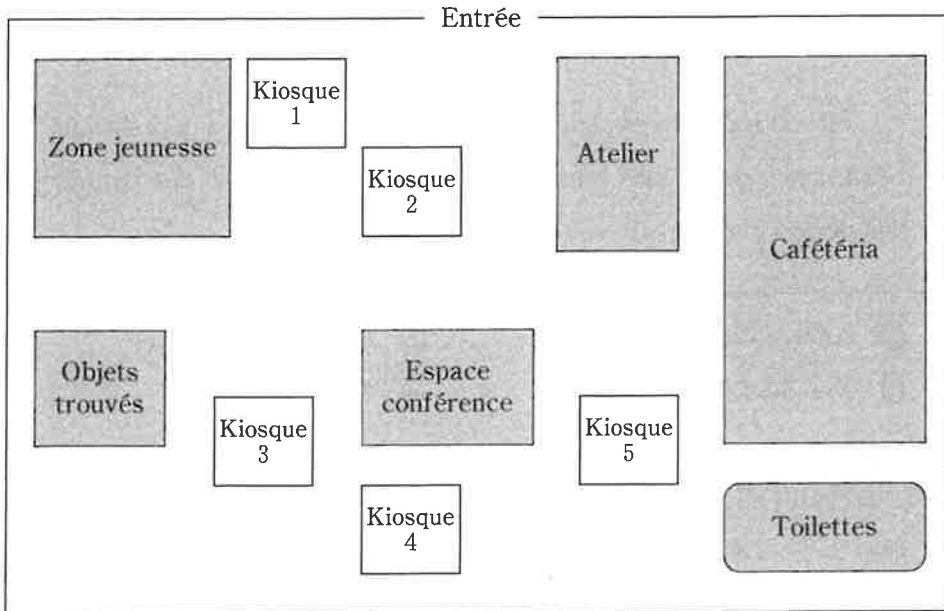 Entrée
Zone jeunesse
Kiosque
1
Kiosque
2
Atelier
Cafétéria
Objets
trouvés
Kiosque
3
Espace
conférence
Kiosque
4
Kiosque
5
Toilettes